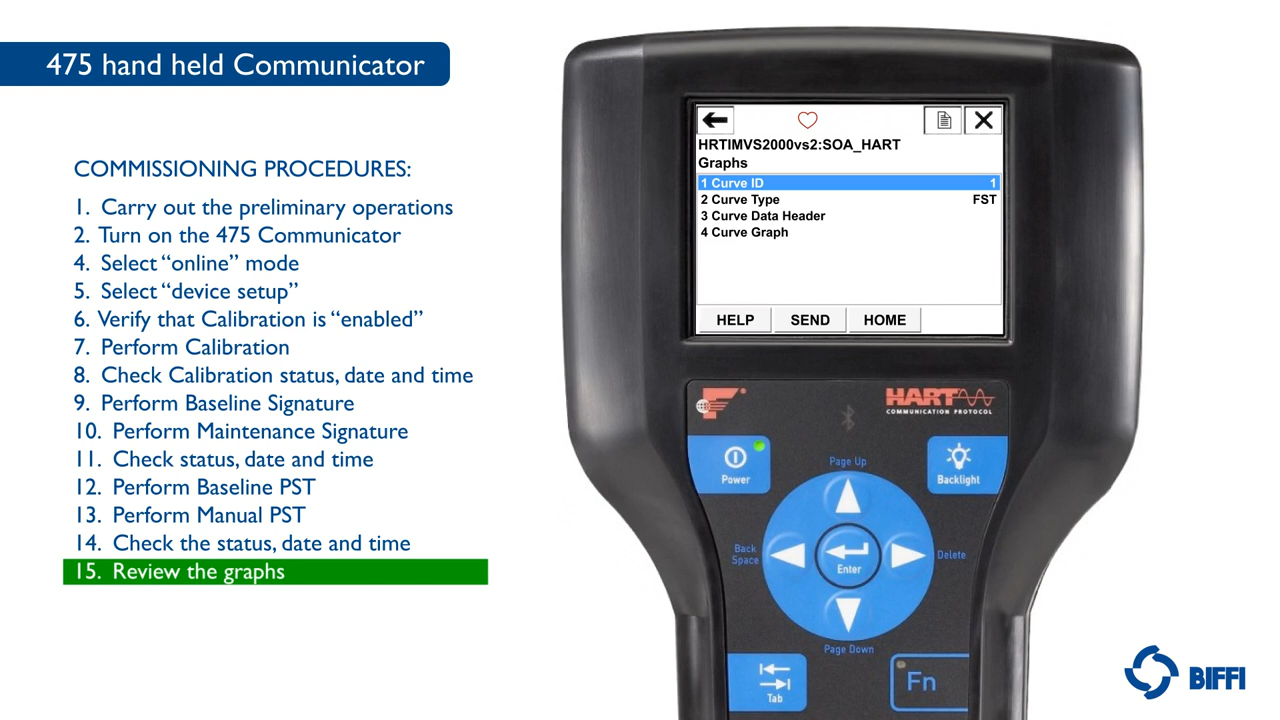 475 hand held Communicator
COMMISSIONING PROCEDURES:
1. Carry out the preliminary operations
2. Turn on the 475 Communicator
4. Select “online” mode
5. Select “device setup”
6. Verify that Calibration is “enabled”
7. Perform Calibration
8. Check Calibration status, date and time
9. Perform Baseline Signature
10. Perform Maintenance Signature
11. Check status, date and time
12. Perform Baseline PST
13. Perform Manual PST
14. Check the status, date and time
15. Review the graphs
HRTIMVS2000vs2:SOA_HART
Graphs
1 Curve ID 1
2 Curve Type FST
3 Curve Data Header
4 Curve Graph
HELP SEND HOME
HART
COMMUNICATION PROTOCOL
Power
Page Up
Backlight
Back Space
Enter
Delete
Page Down
Tab
Fn
BIFFI